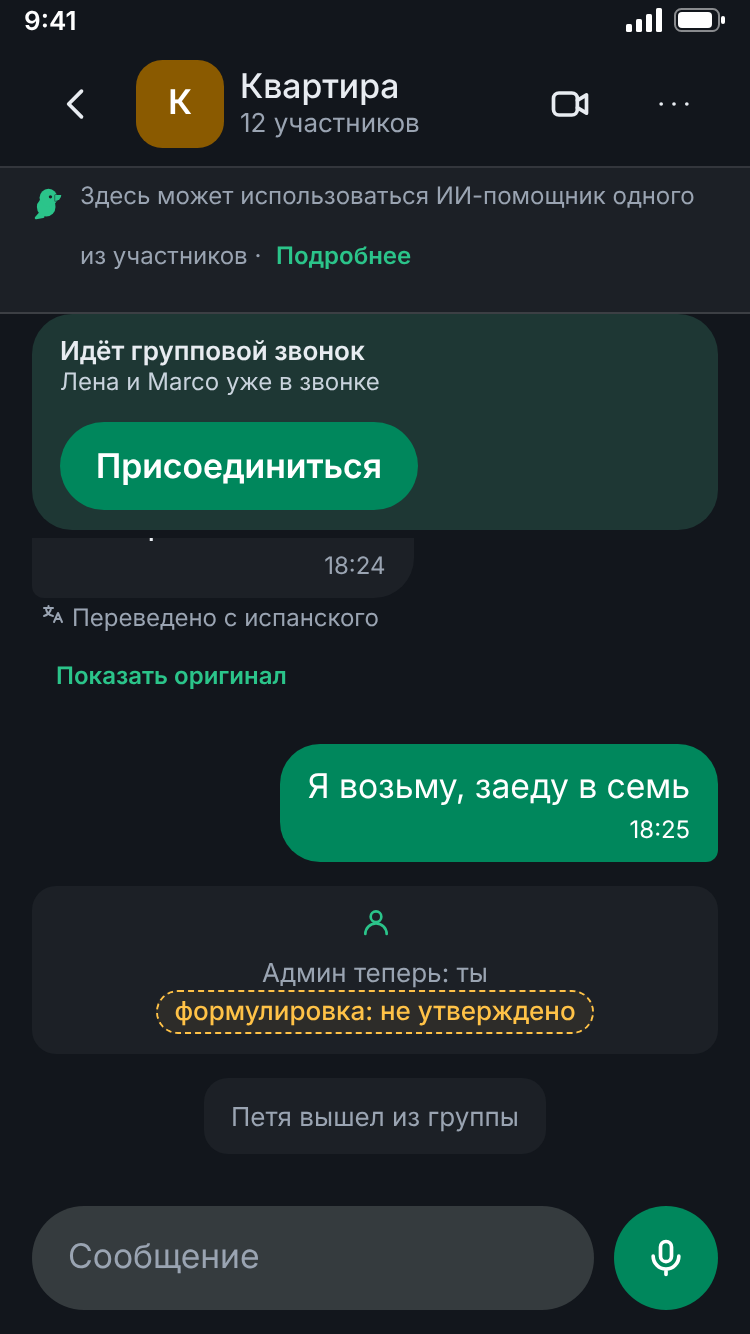 9:41
К
Квартира
12 участников
Здесь может использоваться ИИ-помощник одного
из участников · Подробнее
Идёт групповой звонок
Лена и Marco уже в звонке
Присоединиться
18:24
Переведено с испанского
Показать оригинал
Я возьму, заеду в семь
18:25
Админ теперь: ты
формулировка: не утверждено
Петя вышел из группы
Сообщение